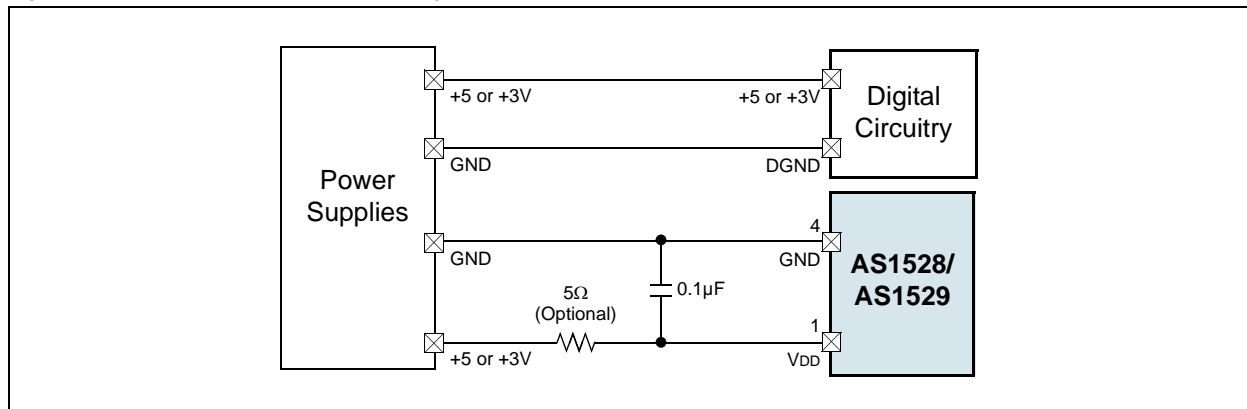 Power
Supplies
+5 or +3V
+5 or +3V
Digital
Circuitry
GND
DGND
GND
4
GND
AS1528/
AS1529
5Ω
(Optional)
0.1µF
+5 or +3V
1
VDD